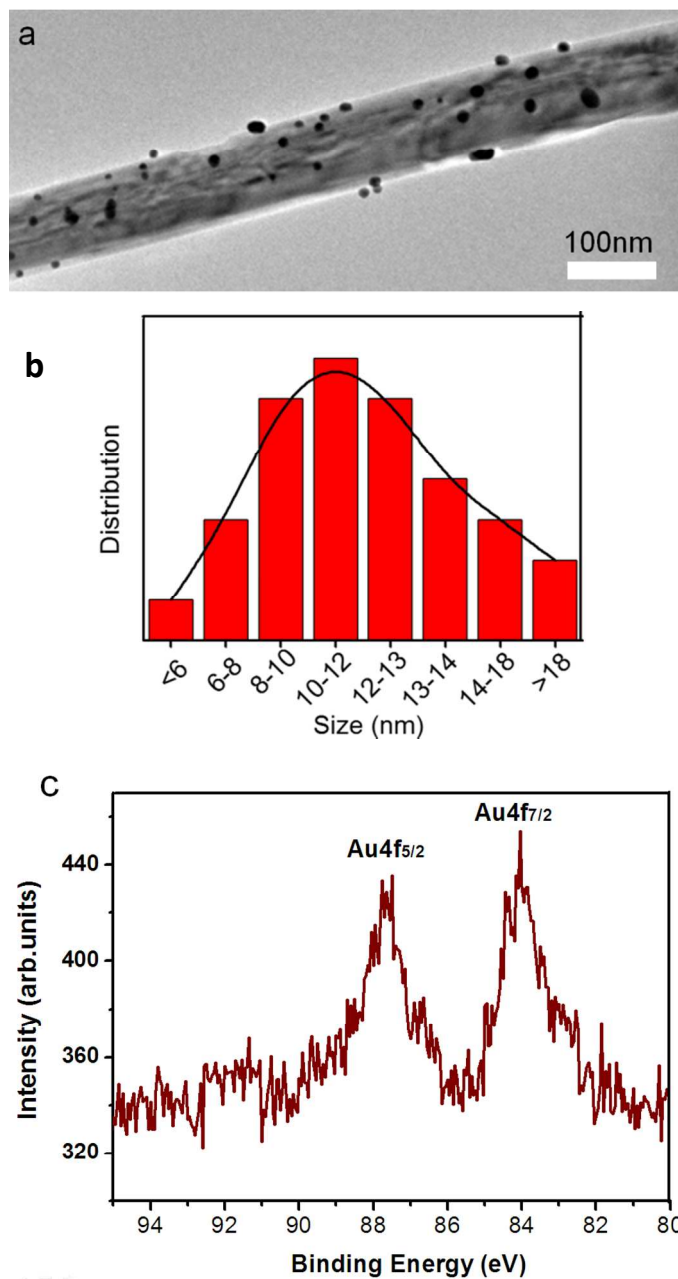 a
100nm
b
Distribution
<6 6-8 8-10 10-12 12-13 13-14 14-18 >18
Size (nm)
c
Au4f7/2
Au4f5/2
440
400
360
320
Intensity (arb.units)
94 92 90 88 86 84 82 80
Binding Energy (eV)